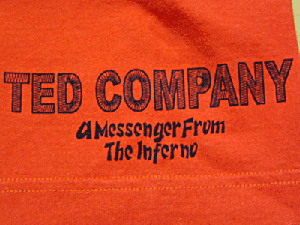 TED COMPANY
a Messenger From
The Inferno